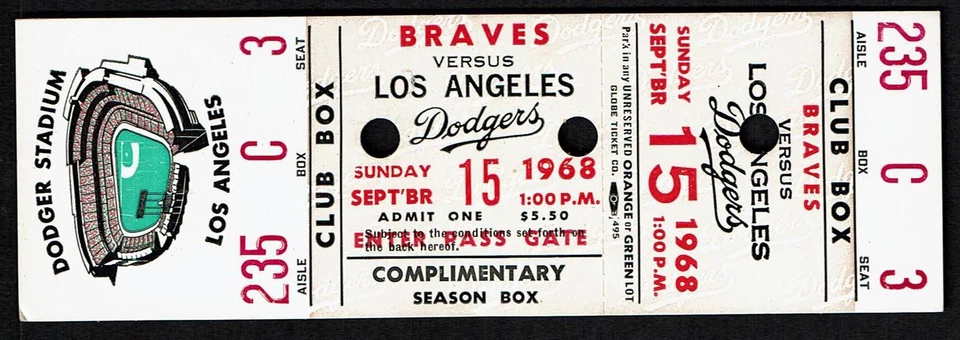 DODGER STADIUM
LOS ANGELES
3
SEAT
C
BOX
235
AISLE
CLUB BOX
BRAVES
VERSUS
LOS ANGELES
Dodgers
SUNDAY
SEPT'BR 15 1968
1:00 P.M.
ADMIT ONE $5.50
Subject to the conditions set forth on
the back hereof.
ENTER PASS GATE
COMPLIMENTARY
SEASON BOX
Park in any UNRESERVED ORANGE or GREEN LOT
GLOBE TICKET CO.
SUNDAY
SEPT'BR 15 1968
1:00 P.M.
LOS ANGELES
Dodgers
VERSUS
BRAVES
CLUB BOX
AISLE
235
BOX
C
SEAT
3